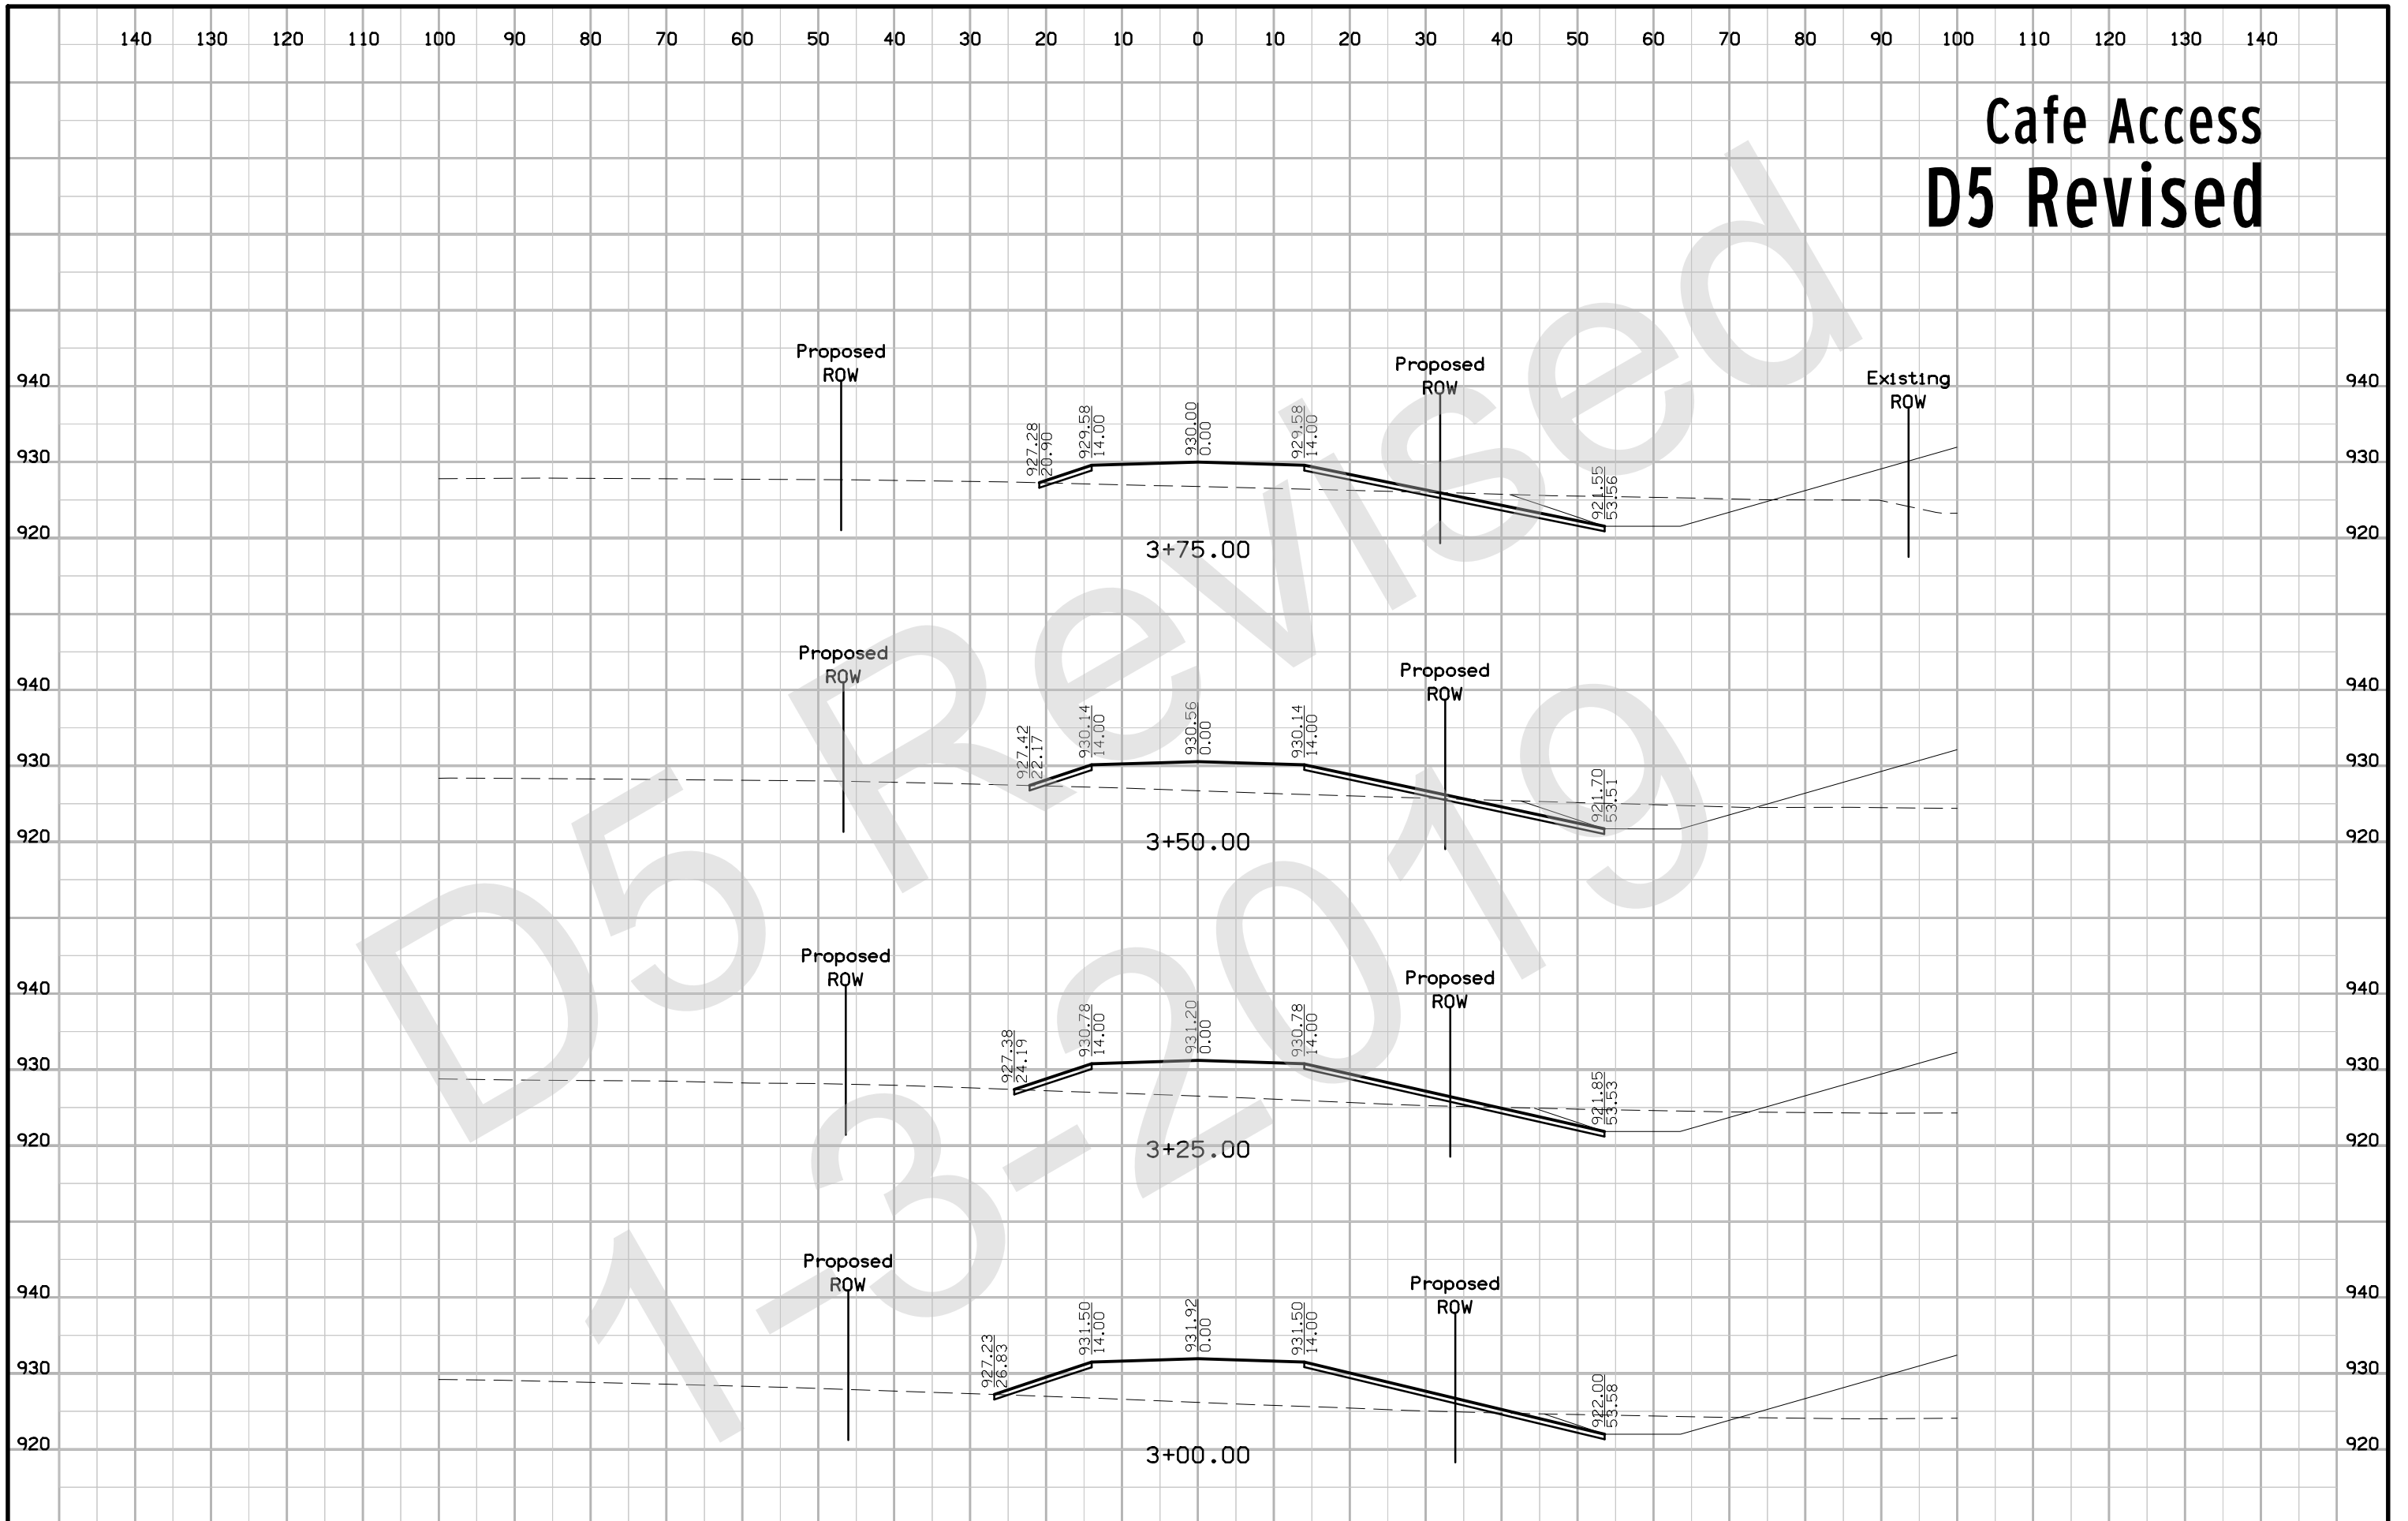 140 130 120 110 100 90 80 70 60 50 40 30 20 10 0 10 20 30 40 50 60 70 80 90 100 110 120 130 140
Cafe Access
D5 Revised
Proposed
ROW
Proposed
ROW
Existing
ROW
940 940
927.28
20.90
929.58
14.00
930.00
0.00
929.58
14.00
921.55
53.56
930 930
920 920
3+75.00
Proposed
ROW
Proposed
ROW
940 940
927.42
22.17
930.14
14.00
930.56
0.00
930.14
14.00
921.70
53.51
930 930
920 920
3+50.00
Proposed
ROW
Proposed
ROW
940 940
927.38
24.19
930.78
14.00
931.20
0.00
930.78
14.00
921.85
53.53
930 930
920 920
3+25.00
Proposed
ROW
Proposed
ROW
940 940
927.23
26.83
931.50
14.00
931.92
0.00
931.50
14.00
922.00
53.58
930 930
920 920
3+00.00
D5 Revised
1-3-2019